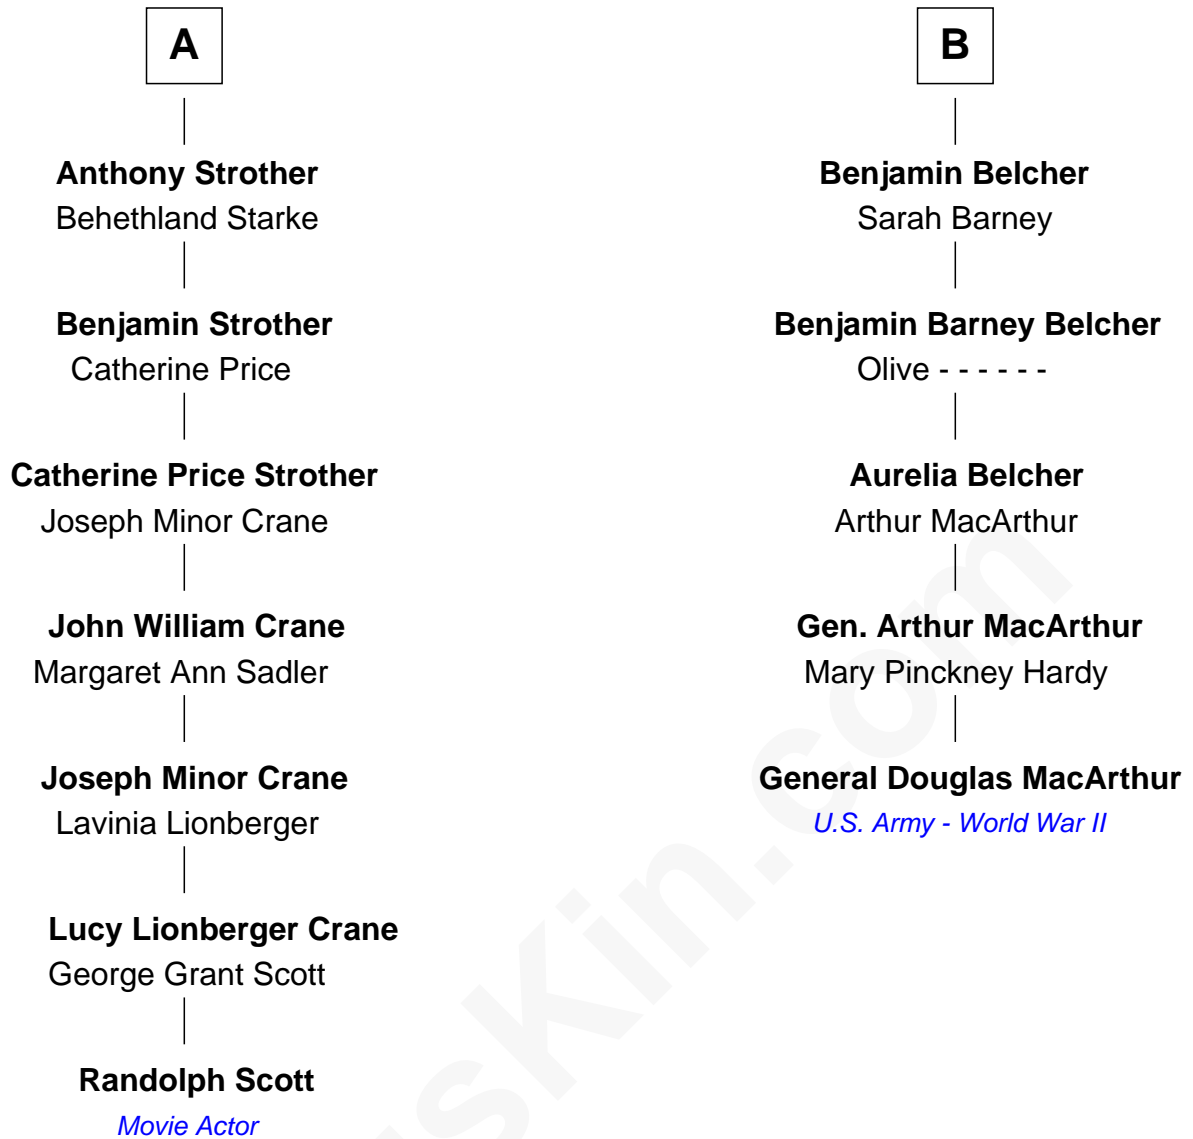 A
Anthony Strother
Behethland Starke
Benjamin Strother
Catherine Price
Catherine Price Strother
Joseph Minor Crane
John William Crane
Margaret Ann Sadler
Joseph Minor Crane
Lavinia Lionberger
Lucy Lionberger Crane
George Grant Scott
Randolph Scott
Movie Actor
B
Benjamin Belcher
Sarah Barney
Benjamin Barney Belcher
Olive - - - - - -
Aurelia Belcher
Arthur MacArthur
Gen. Arthur MacArthur
Mary Pinckney Hardy
General Douglas MacArthur
U.S. Army - World War II
sKin.com